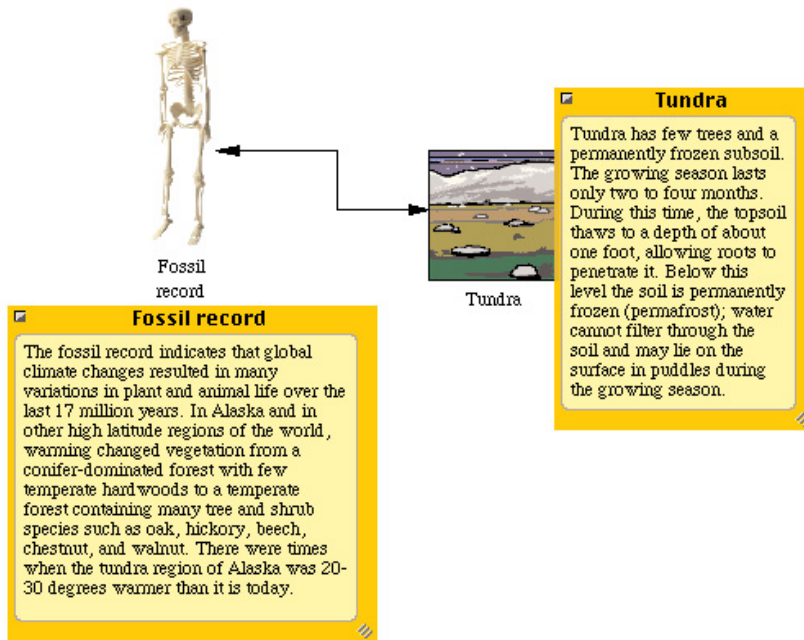 Fossil
record
Tundra
Tundra
Tundra has few trees and a
permanently frozen subsoil.
The growing season lasts
only two to four months.
During this time, the topsoil
thaws to a depth of about
one foot, allowing roots to
penetrate it. Below this
level the soil is permanently
frozen (permafrost); water
cannot filter through the
soil and may lie on the
surface in puddles during
the growing season.
Fossil record
The fossil record indicates that global
climate changes resulted in many
variations in plant and animal life over the
last 17 million years. In Alaska and in
other high latitude regions of the world,
warming changed vegetation from a
conifer-dominated forest with few
temperate hardwoods to a temperate
forest containing many tree and shrub
species such as oak, hickory, beech,
chestnut, and walnut. There were times
when the tundra region of Alaska was 20-
30 degrees warmer than it is today.